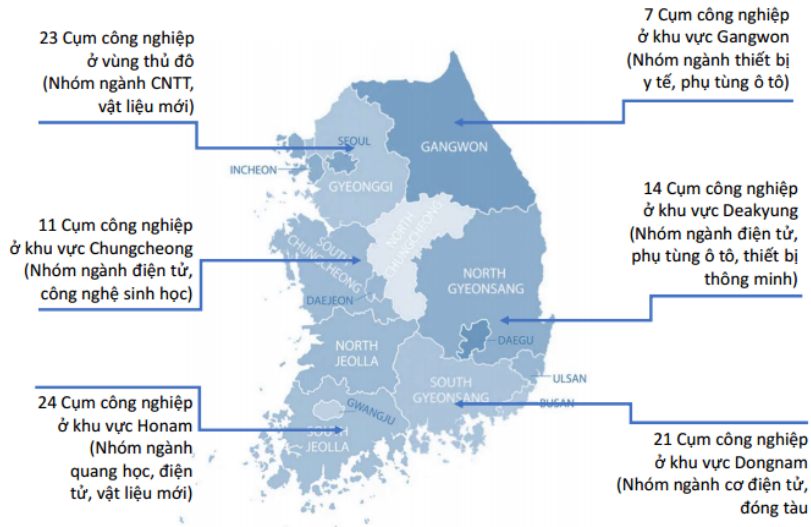 23 Cụm công nghiệp
ở vùng thủ đô
(Nhóm ngành CNTT,
vật liệu mới)
7 Cụm công nghiệp
ở khu vực Gangwon
(Nhóm ngành thiết bị
y tế, phụ tùng ô tô)
11 Cụm công nghiệp
ở khu vực Chungcheong
(Nhóm ngành điện tử,
công nghệ sinh học)
14 Cụm công nghiệp
ở khu vực Deakyung
(Nhóm ngành điện tử,
phụ tùng ô tô, thiết bị
thông minh)
24 Cụm công nghiệp
ở khu vực Honam
(Nhóm ngành
quang học, điện
tử, vật liệu mới)
21 Cụm công nghiệp
ở khu vực Dongnam
(Nhóm ngành cơ điện tử,
đóng tàu
SEOUL
INCHEON
GYEONGGI
GANGWON
NORTH
CHUNGCHEONG
SOUTH
CHUNGCHEONG
DAEJEON
NORTH
GYEONSANG
DAEGU
NORTH
JEOLLA
SOUTH
GYEONSANG
ULSAN
BUSAN
GWANGJU
SOUTH
JEOLLA